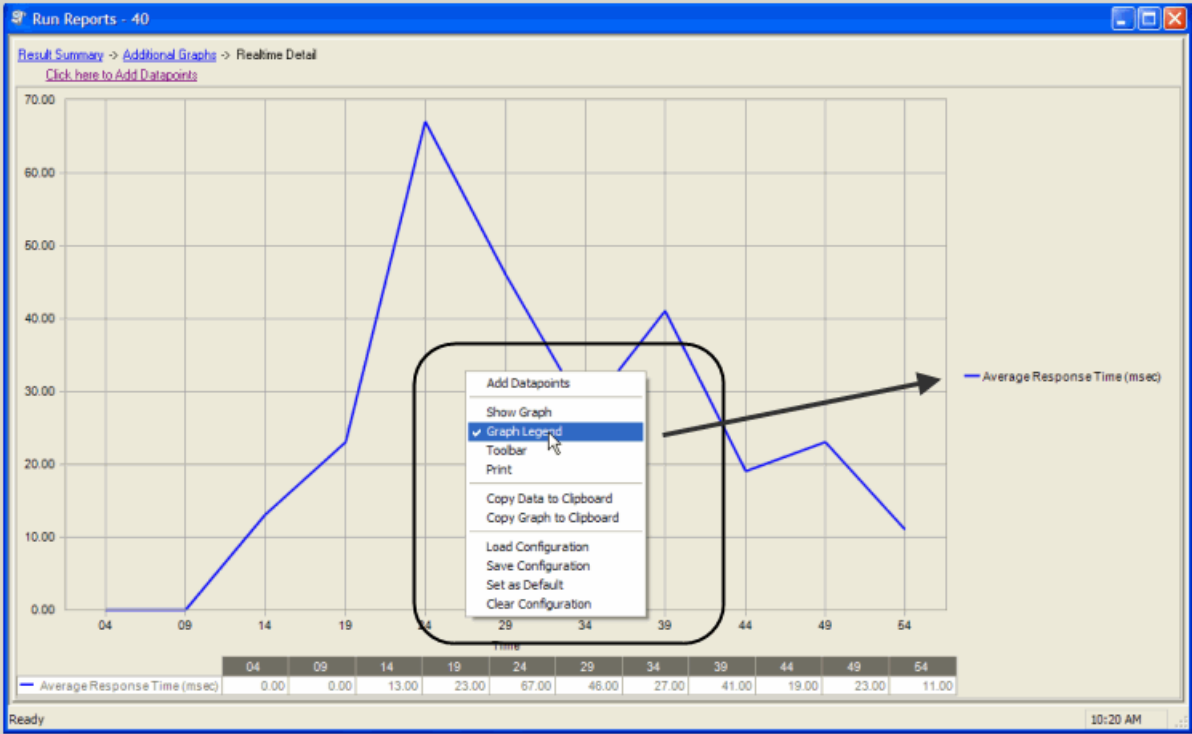 Run Reports - 40
Result Summary -> Additional Graphs -> Realtime Detail
Click here to Add Datapoints
70.00
60.00
50.00
40.00
30.00
20.00
10.00
0.00
Average Response Time (msec)
Add Datapoints
Show Graph
Graph Legend
Toolbar
Print
Copy Data to Clipboard
Copy Graph to Clipboard
Load Configuration
Save Configuration
Set as Default
Clear Configuration
04 09 14 19 24 29 34 39 44 49 54
Time
04 09 14 19 24 29 34 39 44 49 54
Average Response Time (msec) 0.00 0.00 13.00 23.00 67.00 46.00 27.00 41.00 19.00 23.00 11.00
Ready 10:20 AM